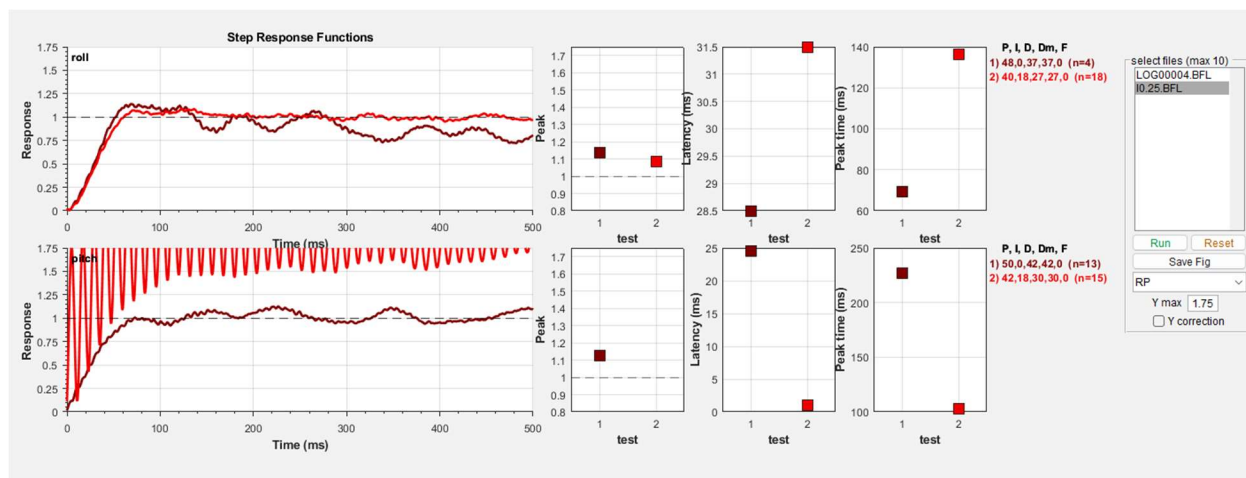 Step Response Functions
roll
Response
1.75
1.5
1.25
1
0.75
0.5
0.25
0
0 100 200 300 400 500
Time (ms)
Peak
1.7
1.6
1.5
1.4
1.3
1.2
1.1
1
0.9
0.8
1 2
test
Latency (ms)
31.5
31
30.5
30
29.5
29
28.5
1 2
test
Peak time (ms)
140
120
100
80
60
1 2
test
P, I, D, Dm, F
1) 48,0,37,37,0 (n=4)
2) 40,18,27,27,0 (n=18)
pitch
Response
1.75
1.5
1.25
1
0.75
0.5
0.25
0
0 100 200 300 400 500
Time (ms)
Peak
1.7
1.6
1.5
1.4
1.3
1.2
1.1
1
0.9
0.8
1 2
test
Latency (ms)
25
20
15
10
5
0
1 2
test
Peak time (ms)
250
200
150
100
1 2
test
P, I, D, Dm, F
1) 50,0,42,42,0 (n=13)
2) 42,18,30,30,0 (n=15)
select files (max 10)
LOG00004.BFL
I0.25.BFL
Run Reset
Save Fig
RP
Y max 1.75
Y correction